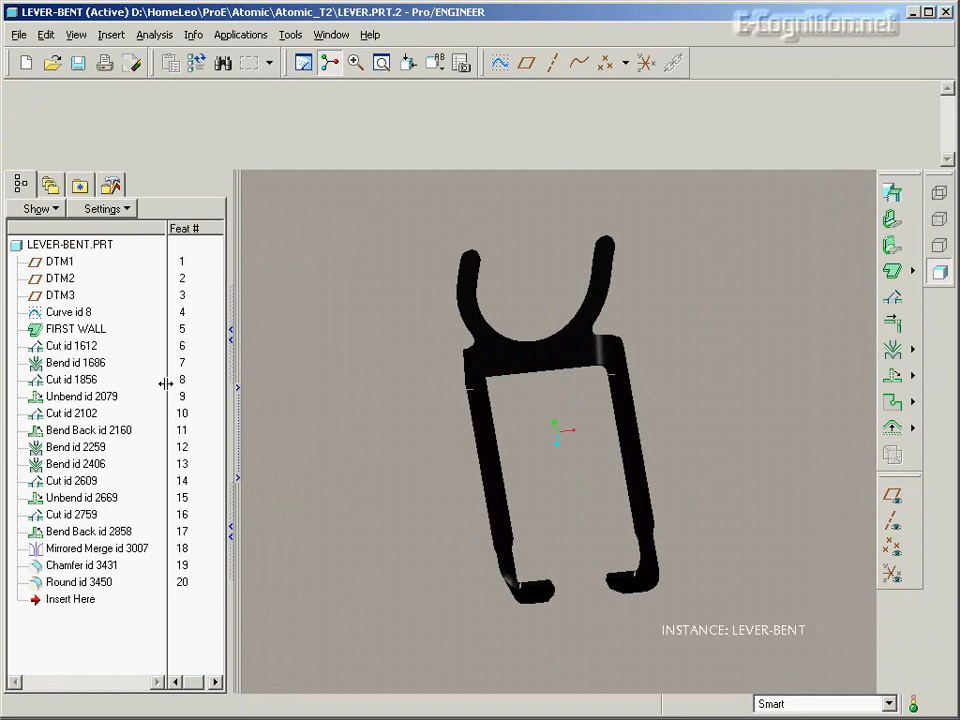 LEVER-BENT (Active) D:\HomeLeo\ProE\Atomic\Atomic_T2\LEVER.PRT.2 - Pro/ENGINEER
E-Cognition.net
File Edit View Insert Analysis Info Applications Tools Window Help
Show Settings
Feat #
LEVER-BENT.PRT
DTM1 1
DTM2 2
DTM3 3
Curve id 8 4
FIRST WALL 5
Cut id 1612 6
Bend id 1686 7
Cut id 1856 8
Unbend id 2079 9
Cut id 2102 10
Bend Back id 2160 11
Bend id 2259 12
Bend id 2406 13
Cut id 2609 14
Unbend id 2669 15
Cut id 2759 16
Bend Back id 2858 17
Mirrored Merge id 3007 18
Chamfer id 3431 19
Round id 3450 20
Insert Here
INSTANCE: LEVER-BENT
Smart